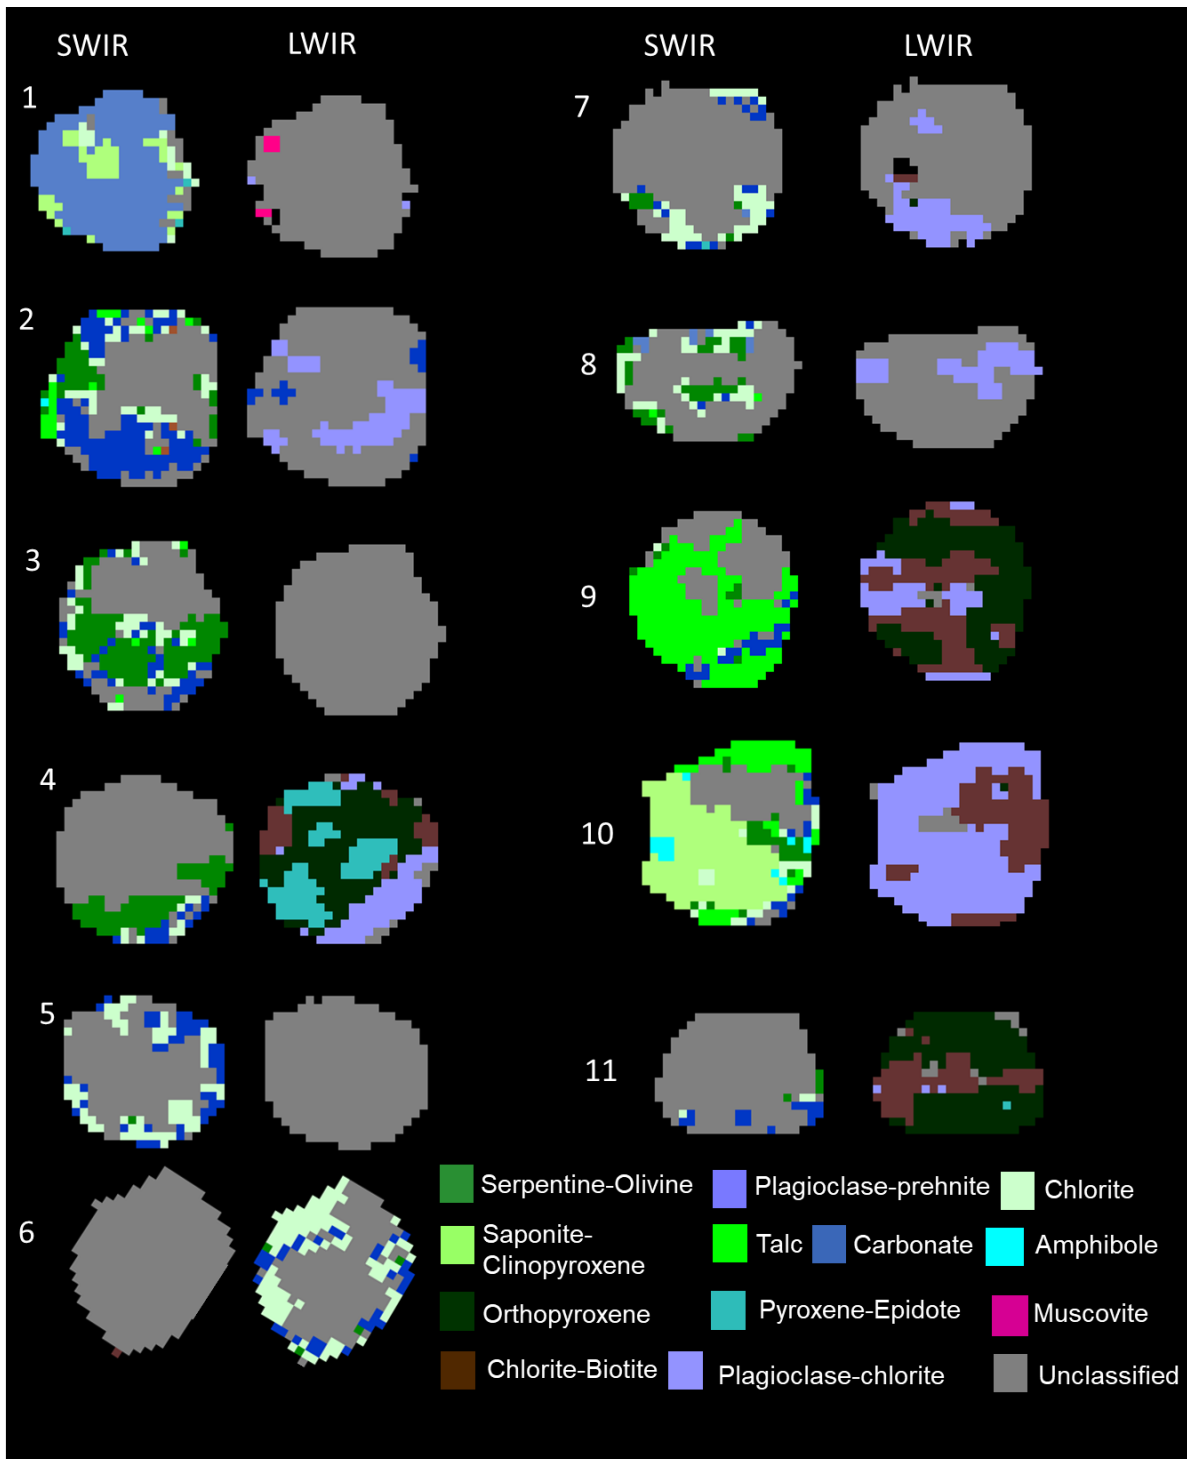 SWIR LWIR SWIR LWIR
1 7
2 8
3 9
4 10
5 11
6
Serpentine-Olivine Plagioclase-prehnite Chlorite
Saponite-
Clinopyroxene Talc Carbonate Amphibole
Orthopyroxene Pyroxene-Epidote Muscovite
Chlorite-Biotite Plagioclase-chlorite Unclassified